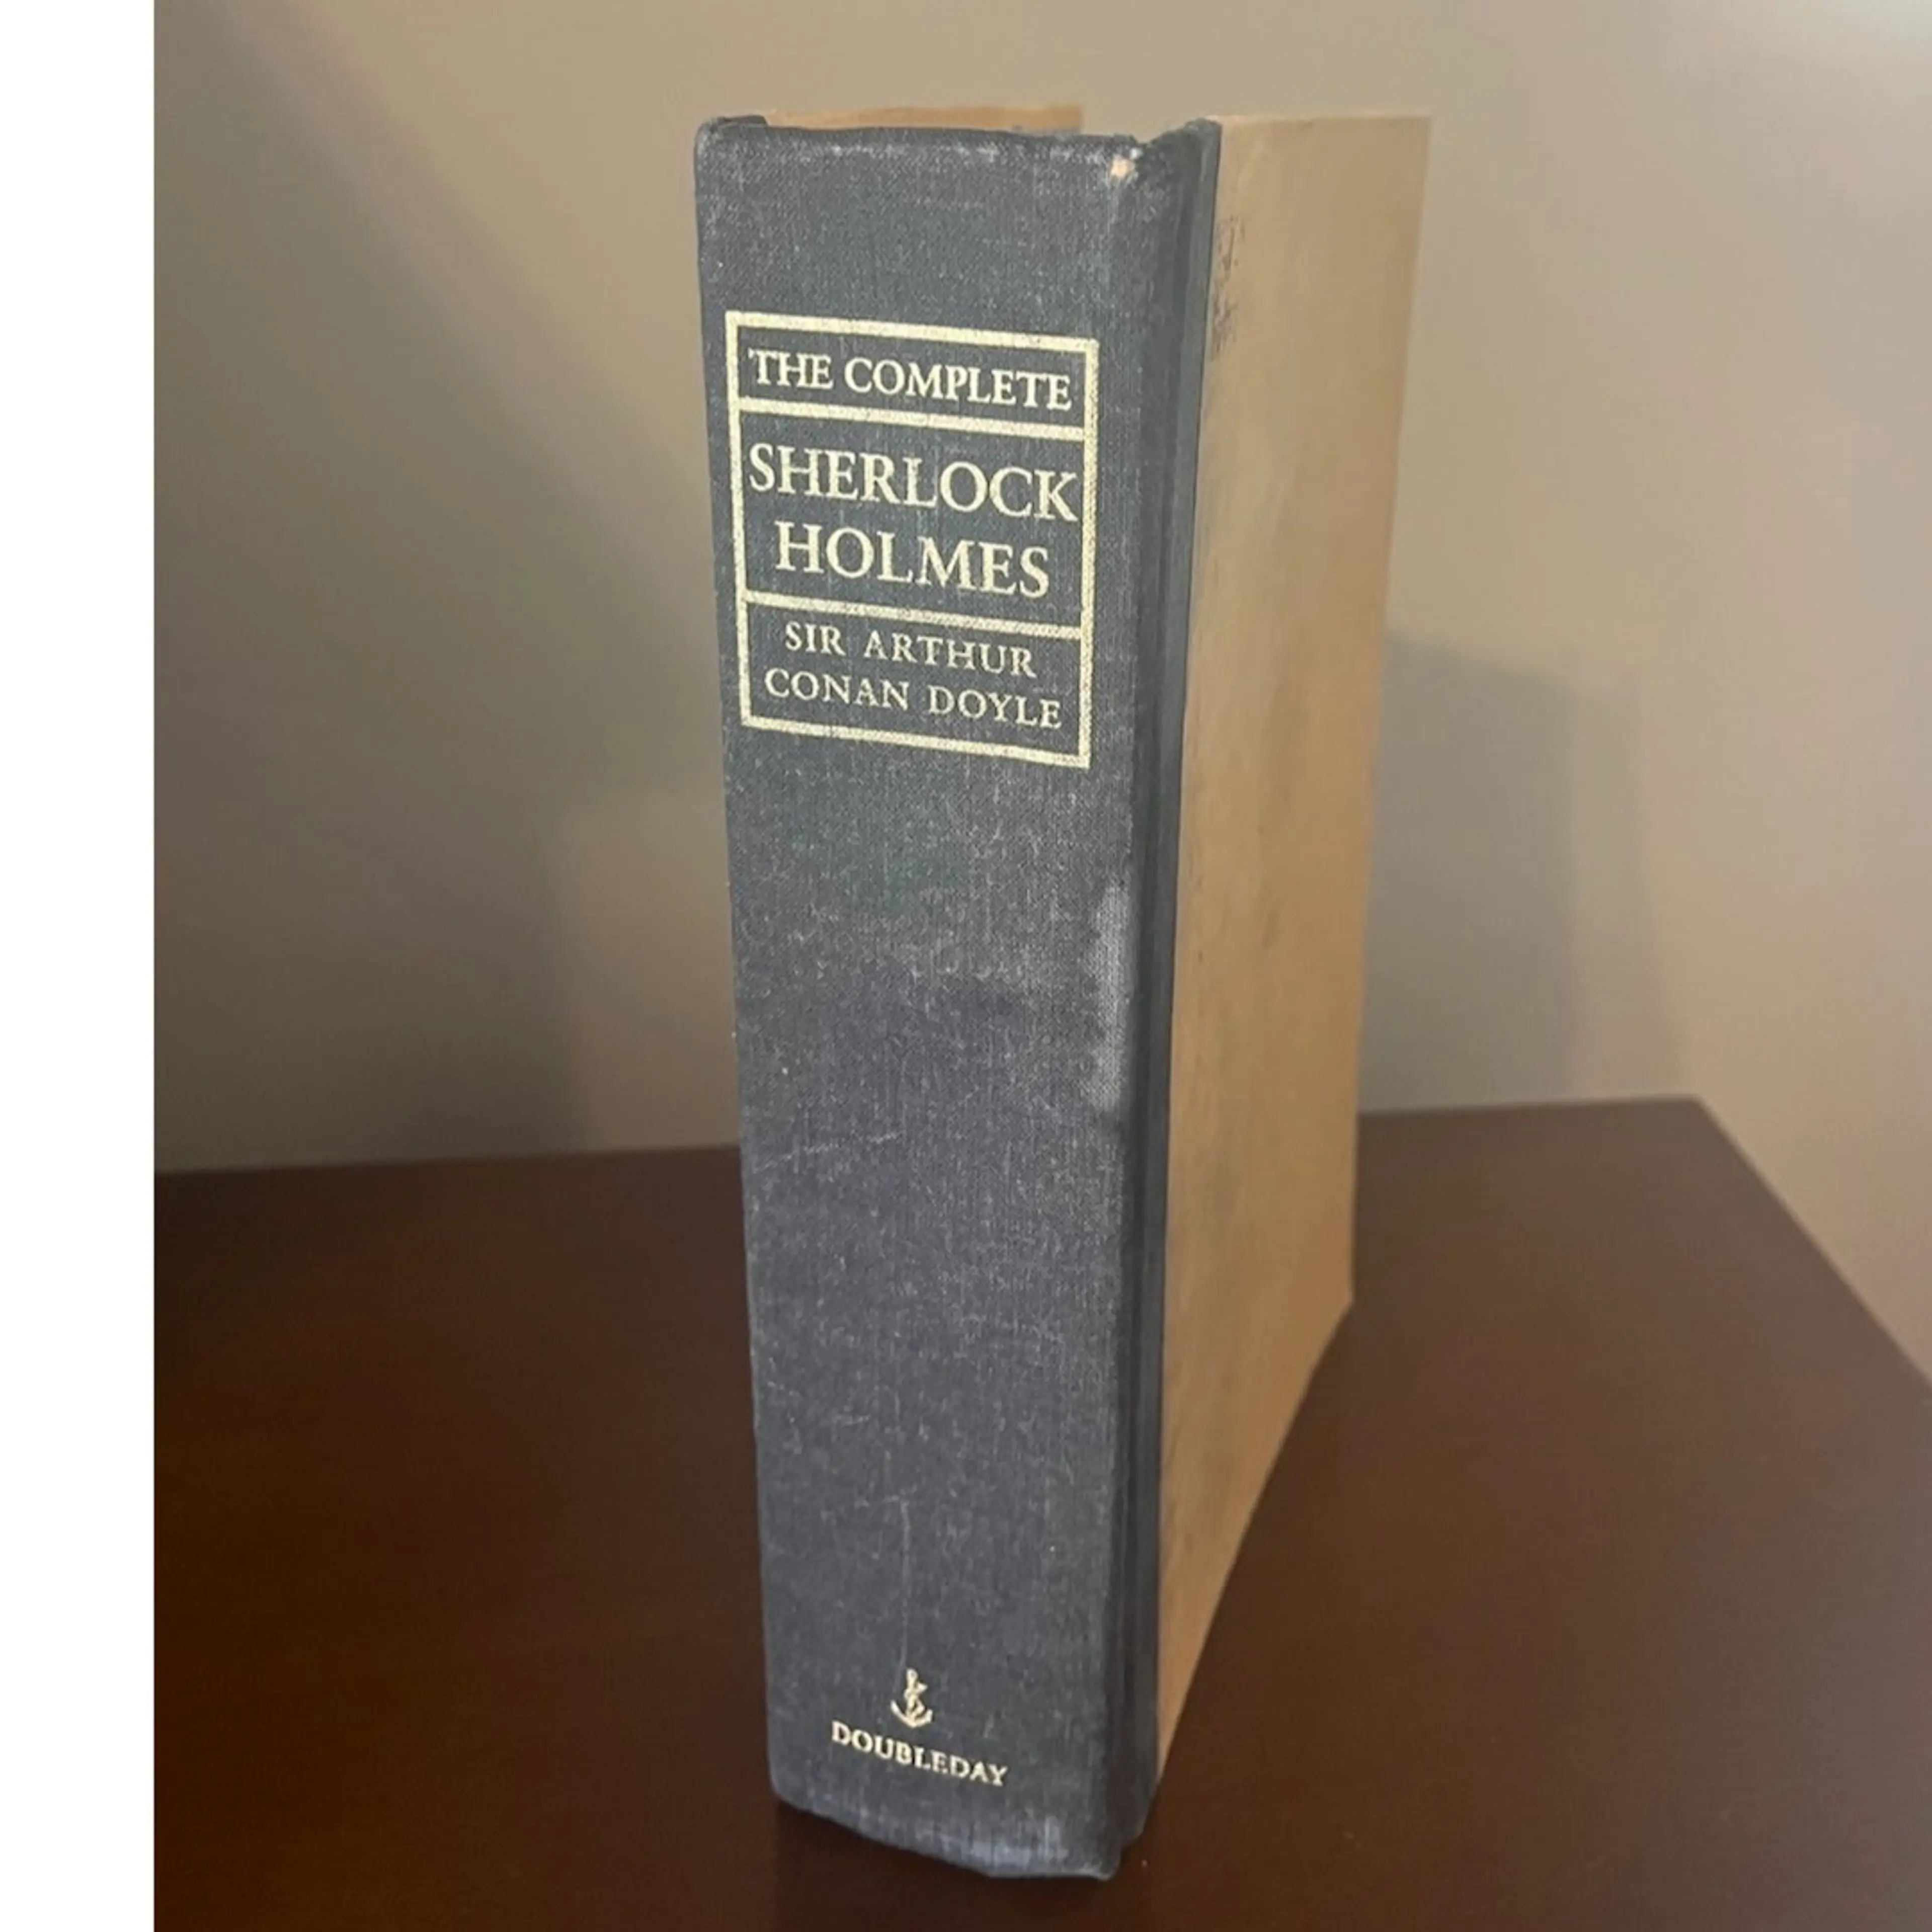 THE COMPLETE
SHERLOCK
HOLMES
SIR ARTHUR
CONAN DOYLE
DOUBLEDAY